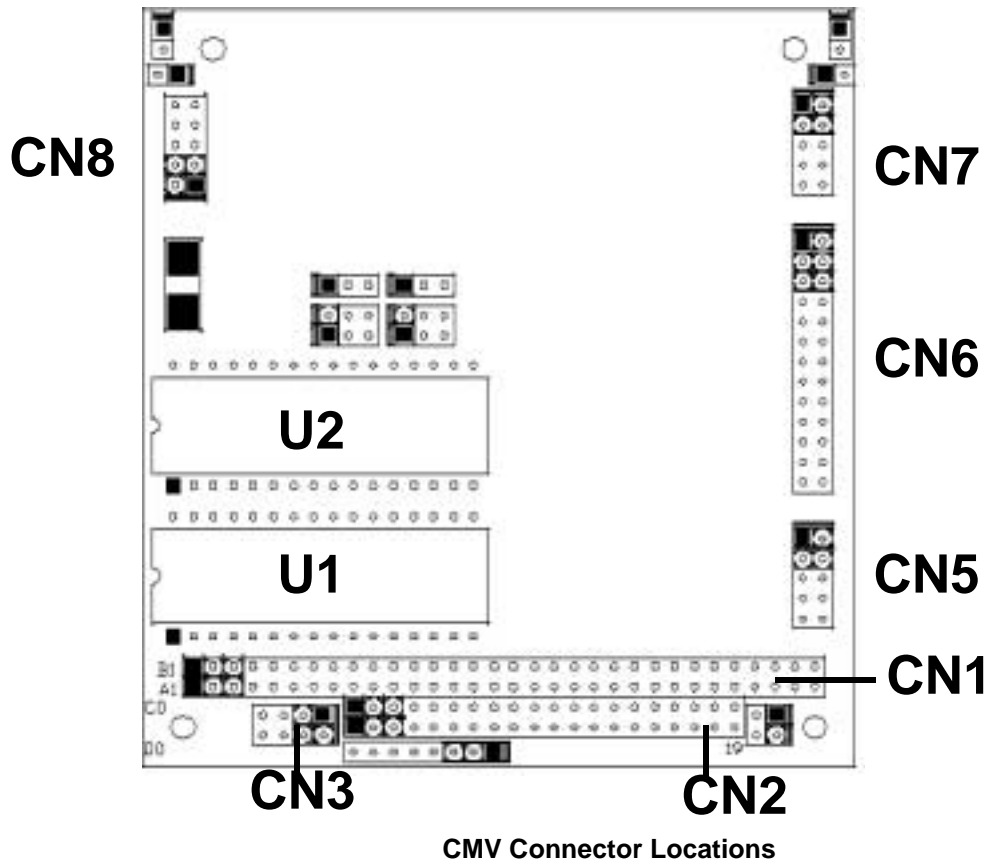 CN8
CN7
CN6
U2
U1
CN5
B1
A1
CN1
C0
D0
19
CN3
CN2
CMV Connector Locations